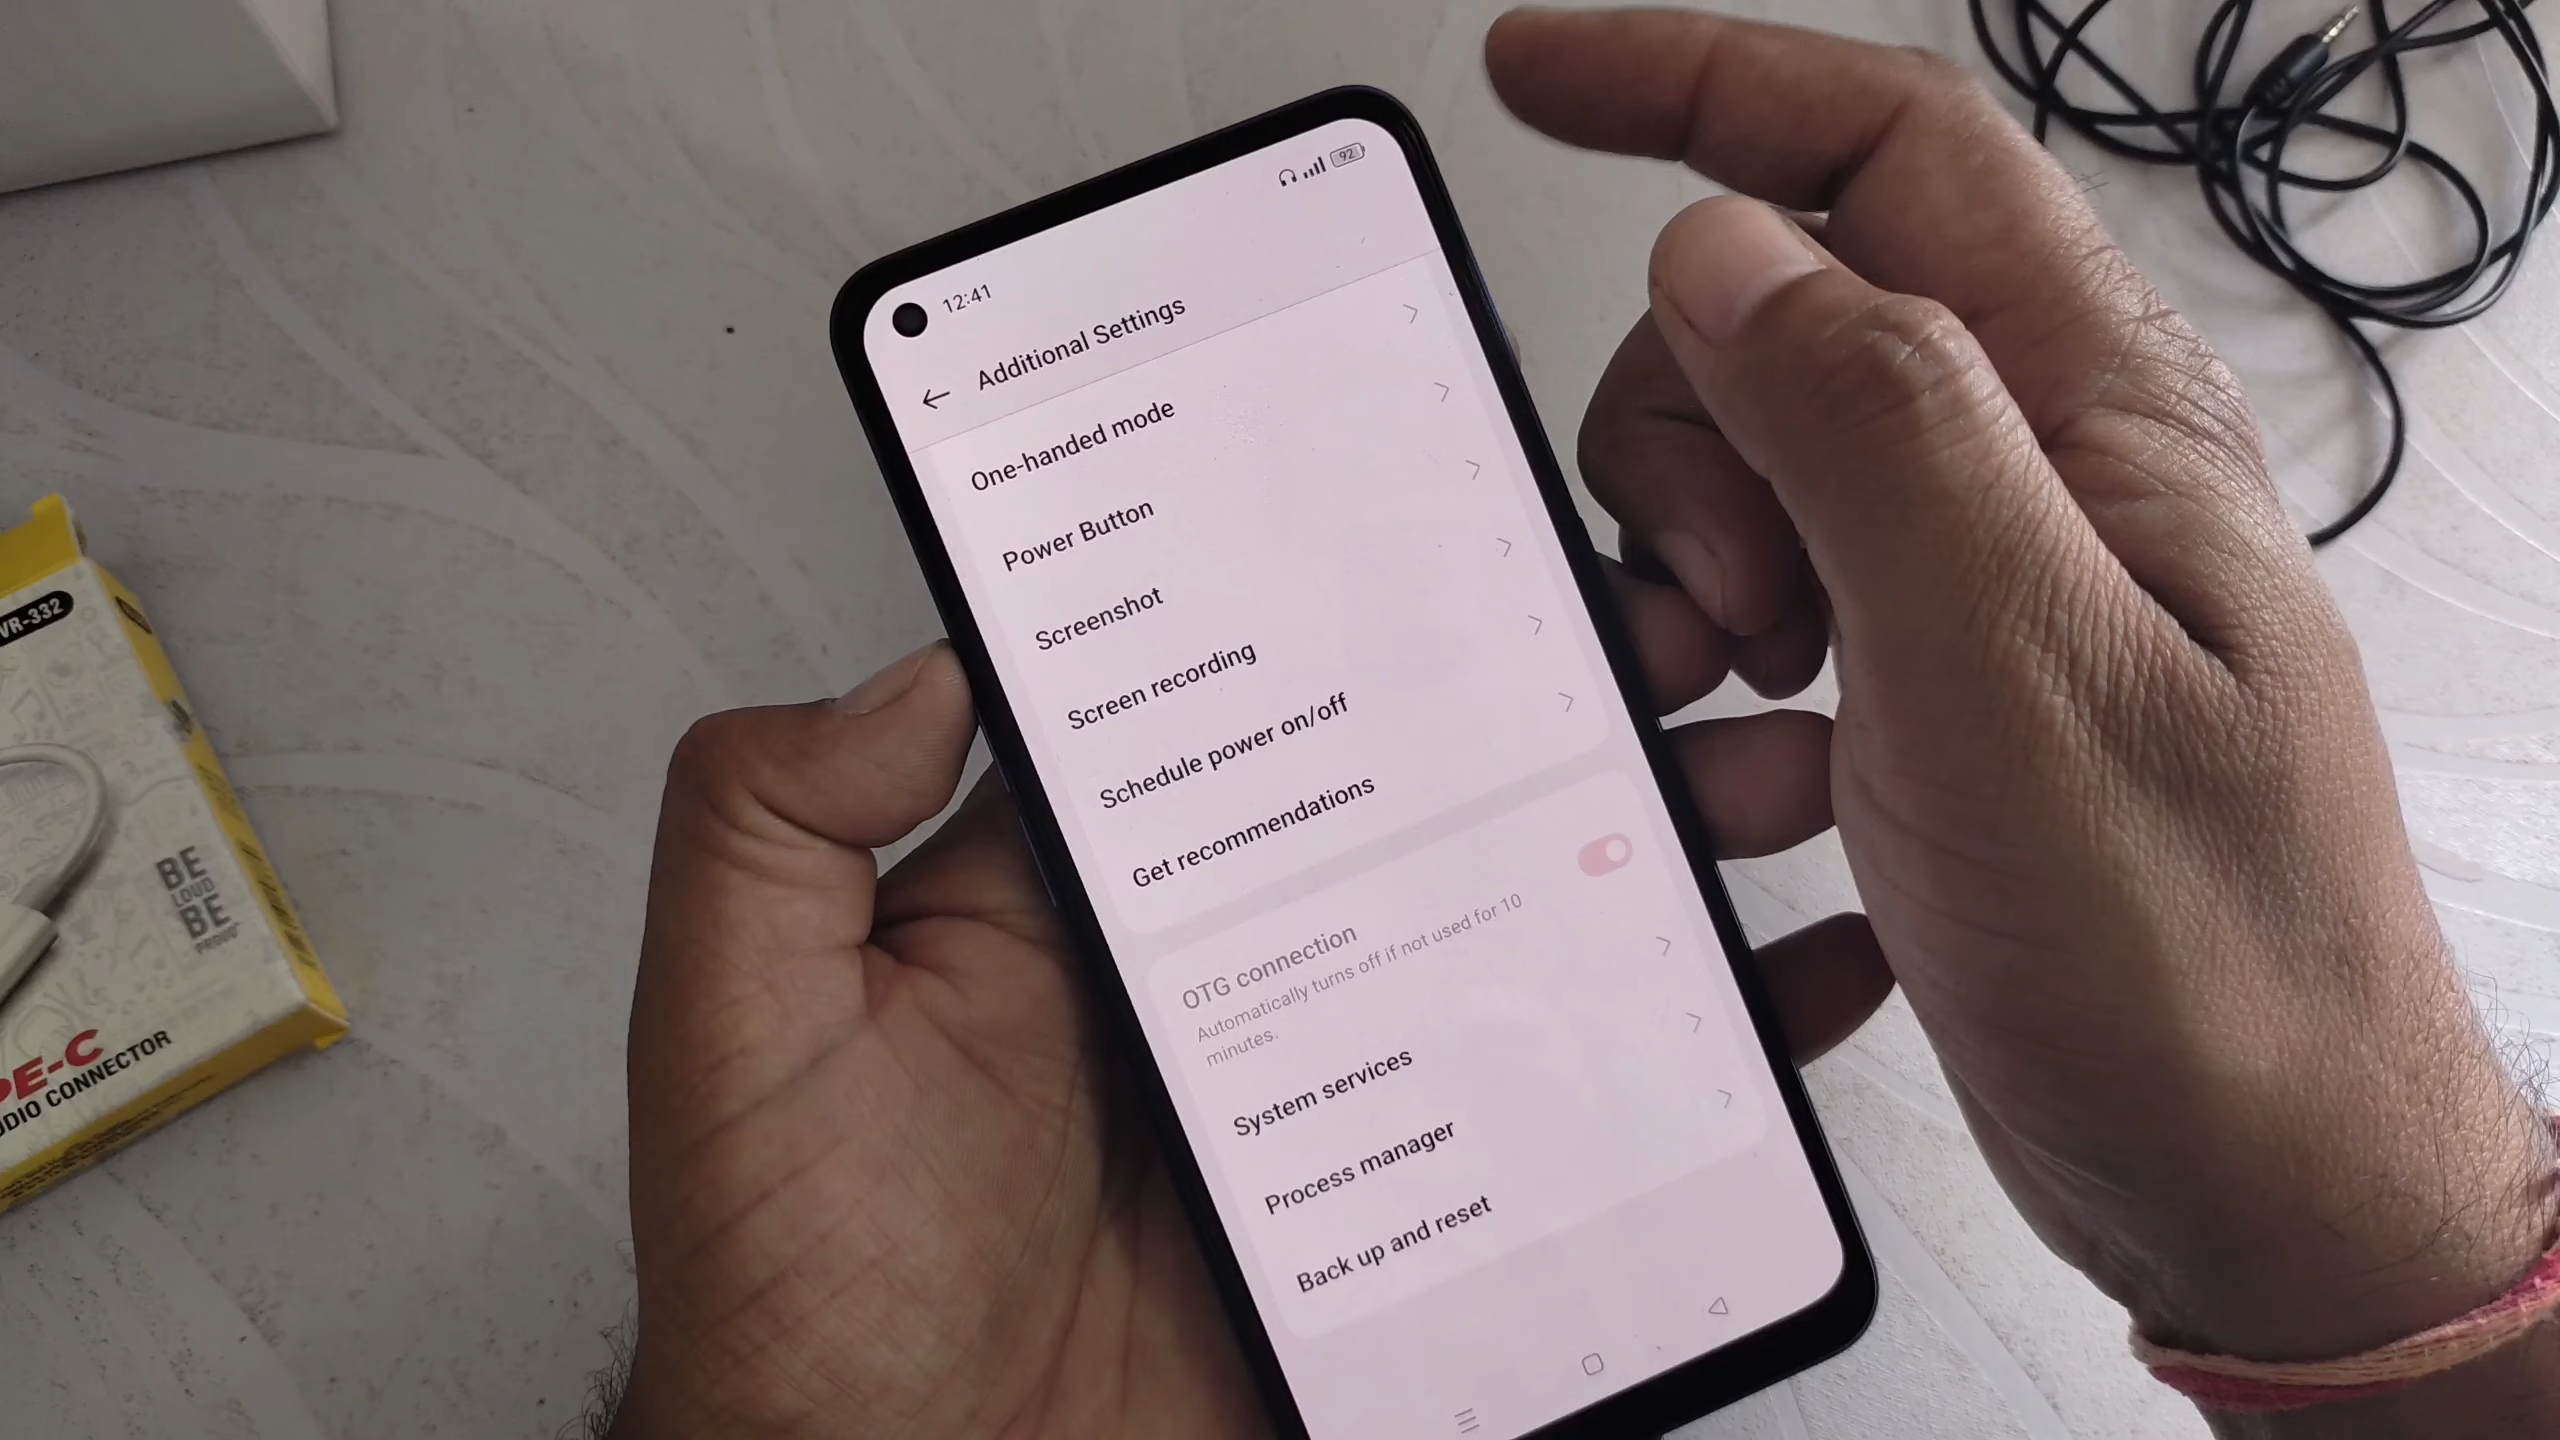 12:41
92
Additional Settings
One-handed mode
Power Button
Screenshot
Screen recording
Schedule power on/off
Get recommendations
OTG connection
Automatically turns off if not used for 10
minutes.
System services
Process manager
Back up and reset
VR-332
BE
LOUD
BE
PROUD
PE-C
UDIO CONNECTOR